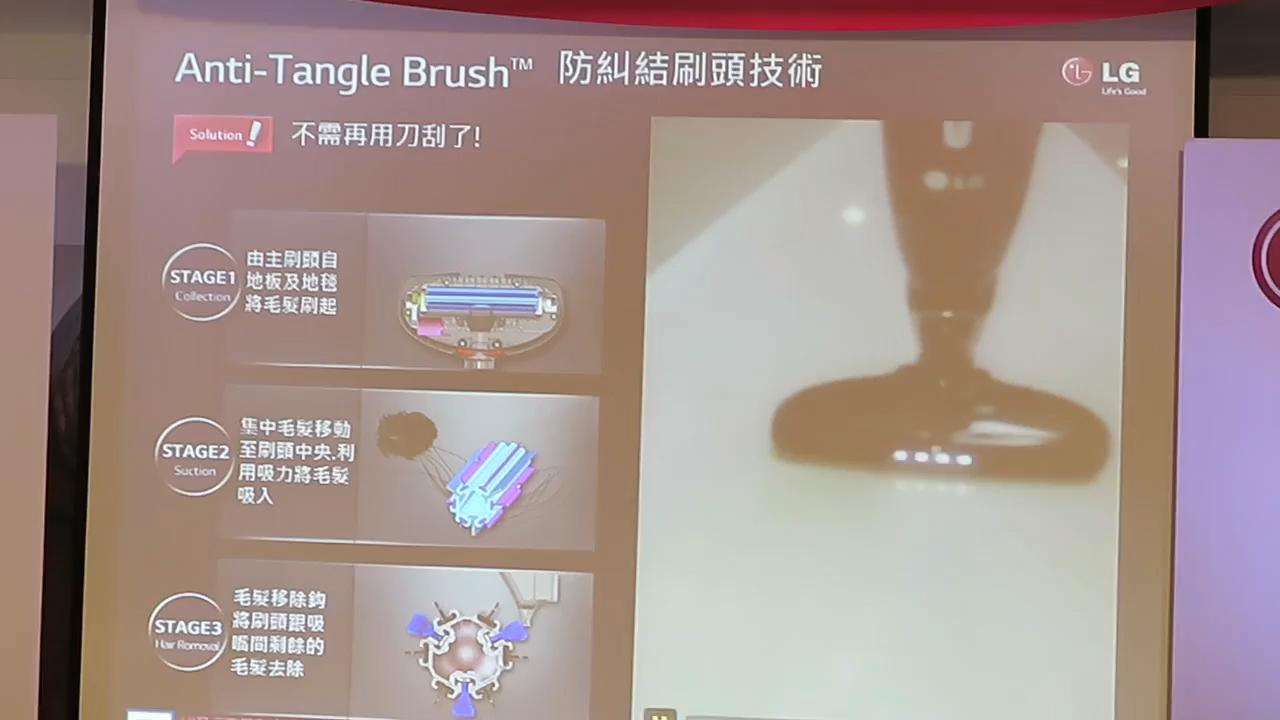 Anti-Tangle Brush™ 防糾結刷頭技術
LG
Life's Good
Solution!
不需再用刀刮了!
STAGE1
Collection
由主刷頭自
地板及地毯
將毛髮刷起
STAGE2
Suction
集中毛髮移動
至刷頭中央.利
用吸力將毛髮
吸入
STAGE3
Hair Removal
毛髮移除鈎
將刷頭跟吸
嘴間剩餘的
毛髮去除